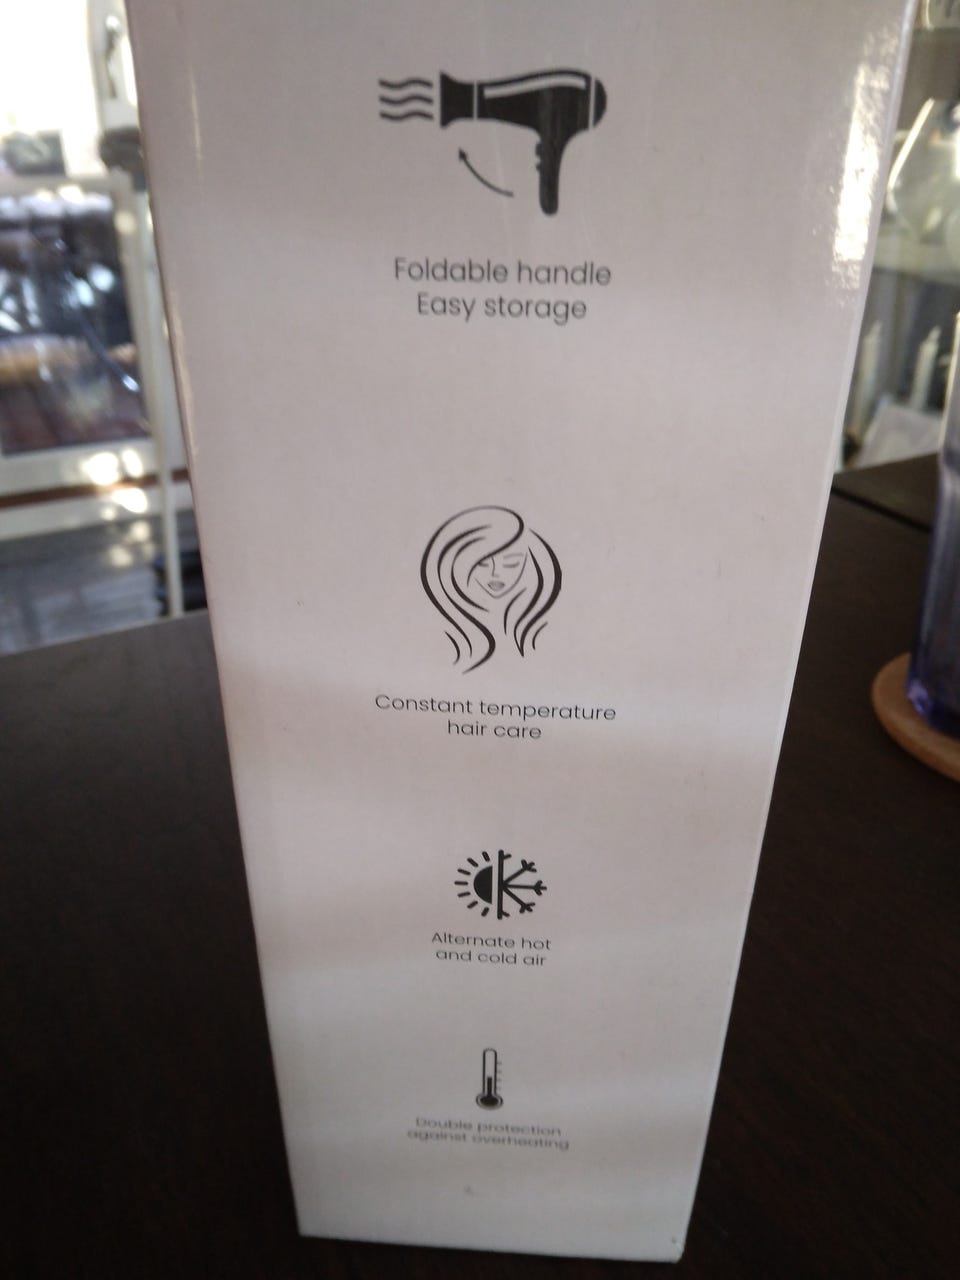 Foldable handle
Easy storage
Constant temperature
hair care
Alternate hot
and cold air
Double protection
against overheating